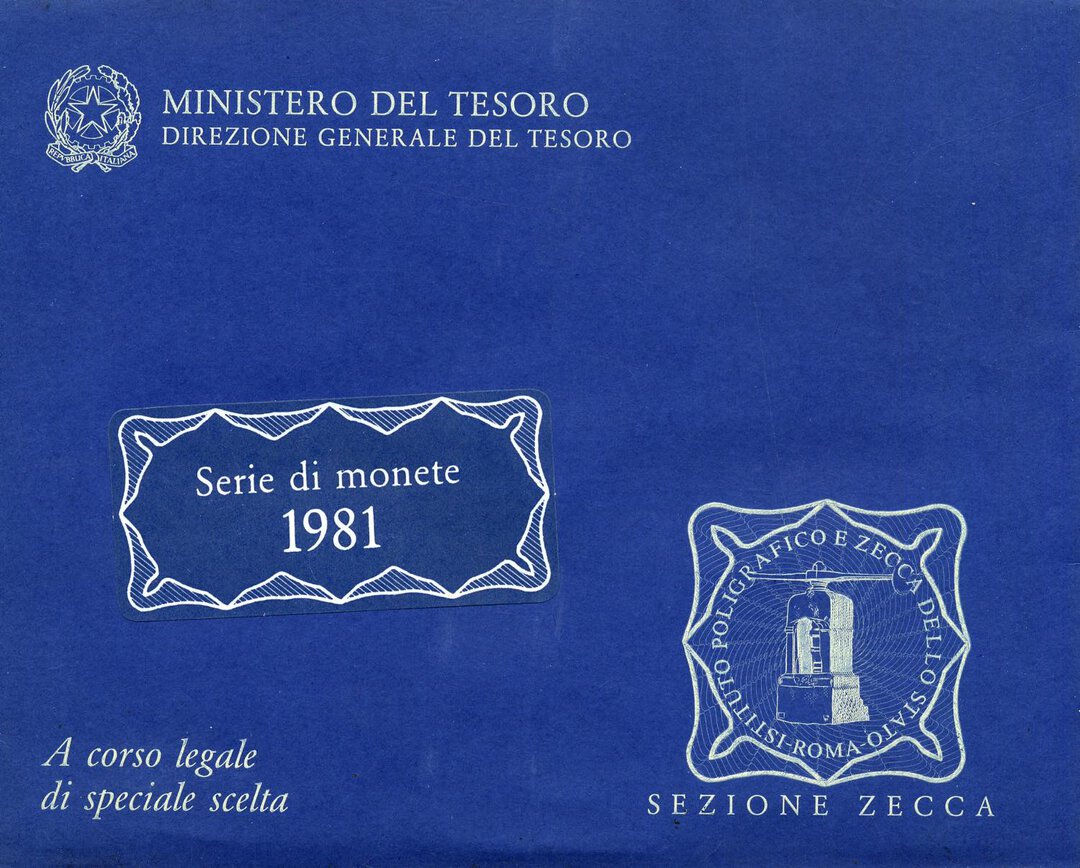 MINISTERO DEL TESORO
DIREZIONE GENERALE DEL TESORO
REPVBBLICA ITALIANA
Serie di monete
1981
ISTITUTO POLIGRAFICO E ZECCA DELLO STATO·ROMA·
A corso legale
di speciale scelta
SEZIONE ZECCA